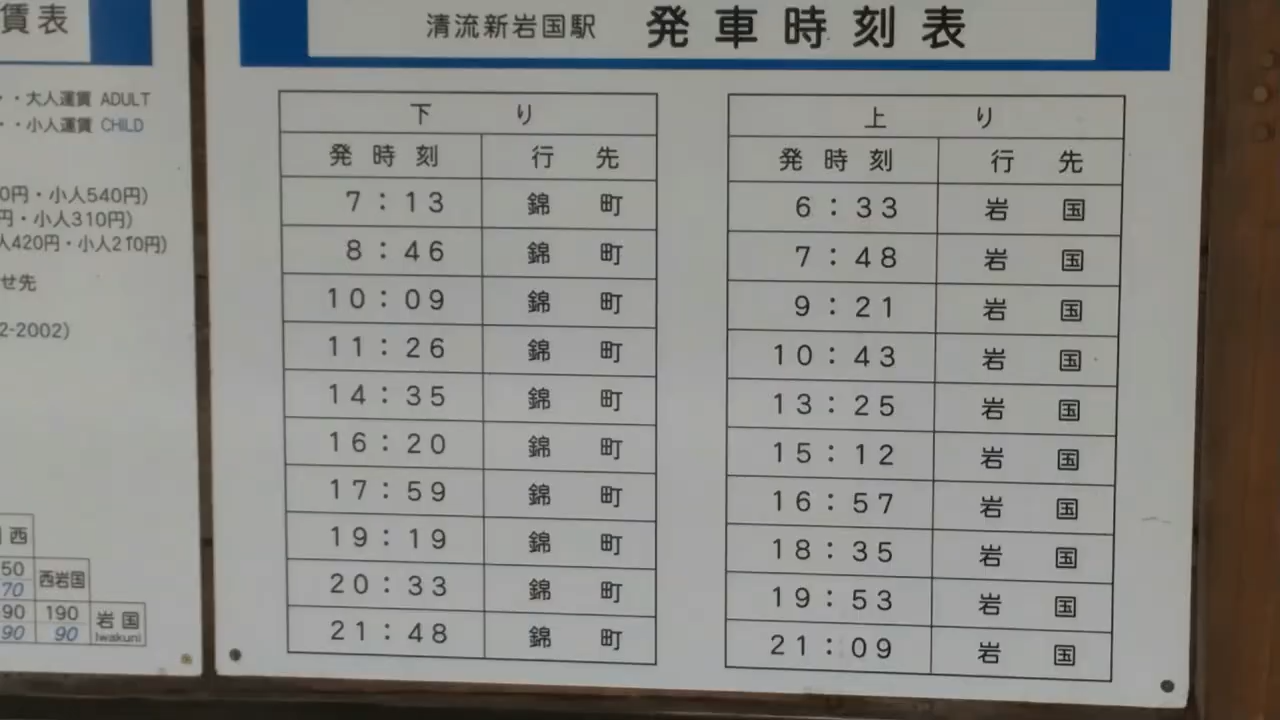 賃表
・・大人運賃 ADULT
・・小人運賃 CHILD
0円・小人540円)
円・小人310円)
人420円・小人210円)
せ先
2-2002)
西
50 西岩国
70
90 190 岩国
90 90 Iwakuni
清流新岩国駅 発車時刻表
下り
発時刻 行先
7:13 錦町
8:46 錦町
10:09 錦町
11:26 錦町
14:35 錦町
16:20 錦町
17:59 錦町
19:19 錦町
20:33 錦町
21:48 錦町
上り
発時刻 行先
6:33 岩国
7:48 岩国
9:21 岩国
10:43 岩国
13:25 岩国
15:12 岩国
16:57 岩国
18:35 岩国
19:53 岩国
21:09 岩国